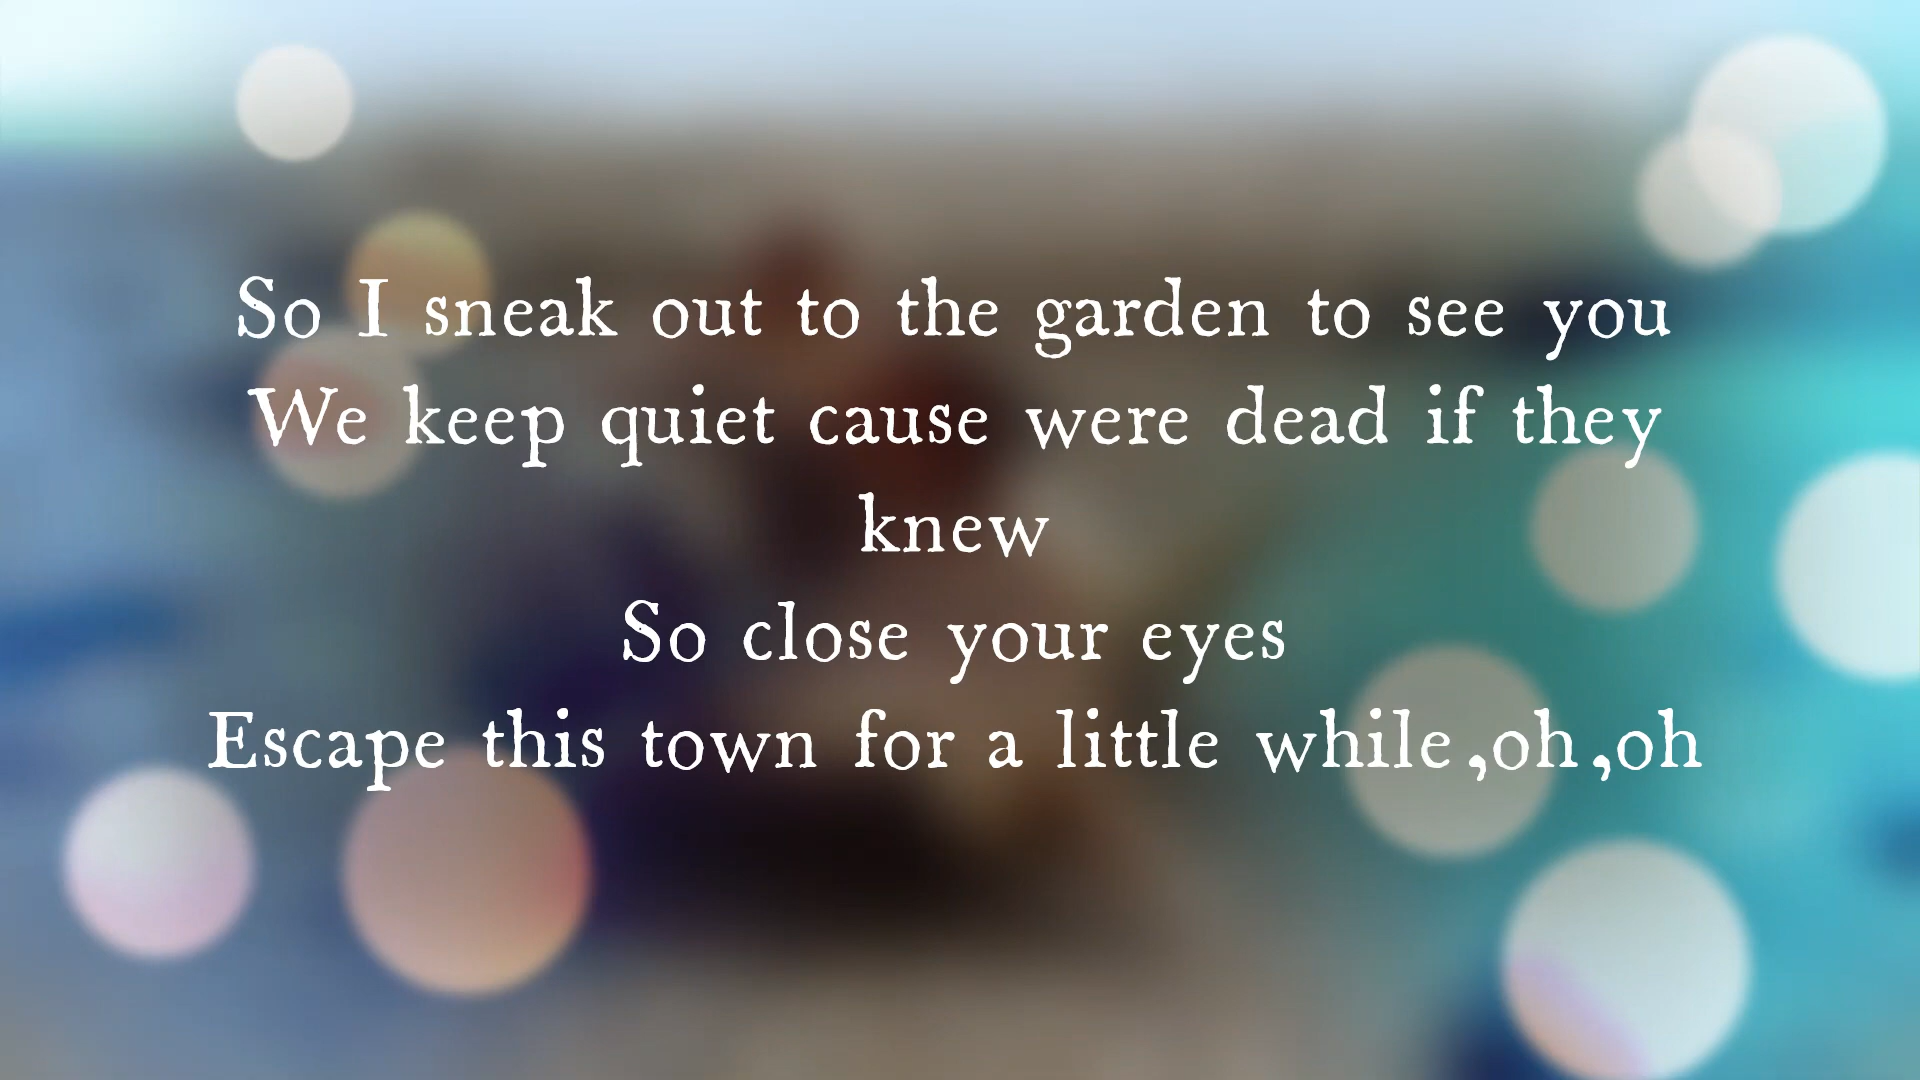 So I sneak out to the garden to see you
We keep quiet cause were dead if they
knew
So close your eyes
Escape this town for a little while,oh,oh